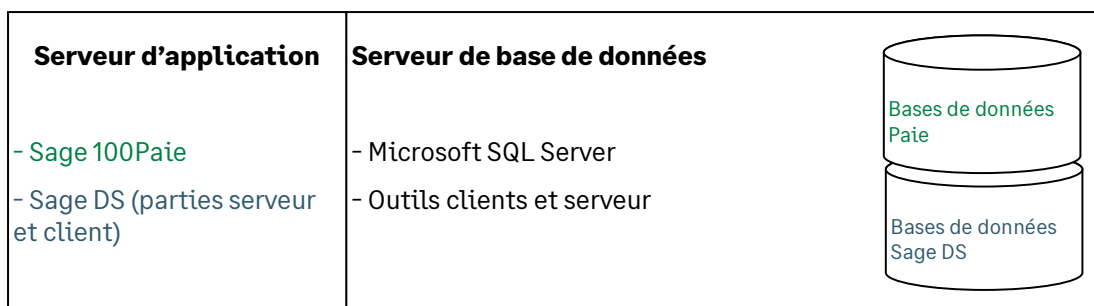 Serveur d’application
- Sage 100Paie
- Sage DS (parties serveur
et client)
Serveur de base de données
- Microsoft SQL Server
- Outils clients et serveur
Bases de données
Paie
Bases de données
Sage DS